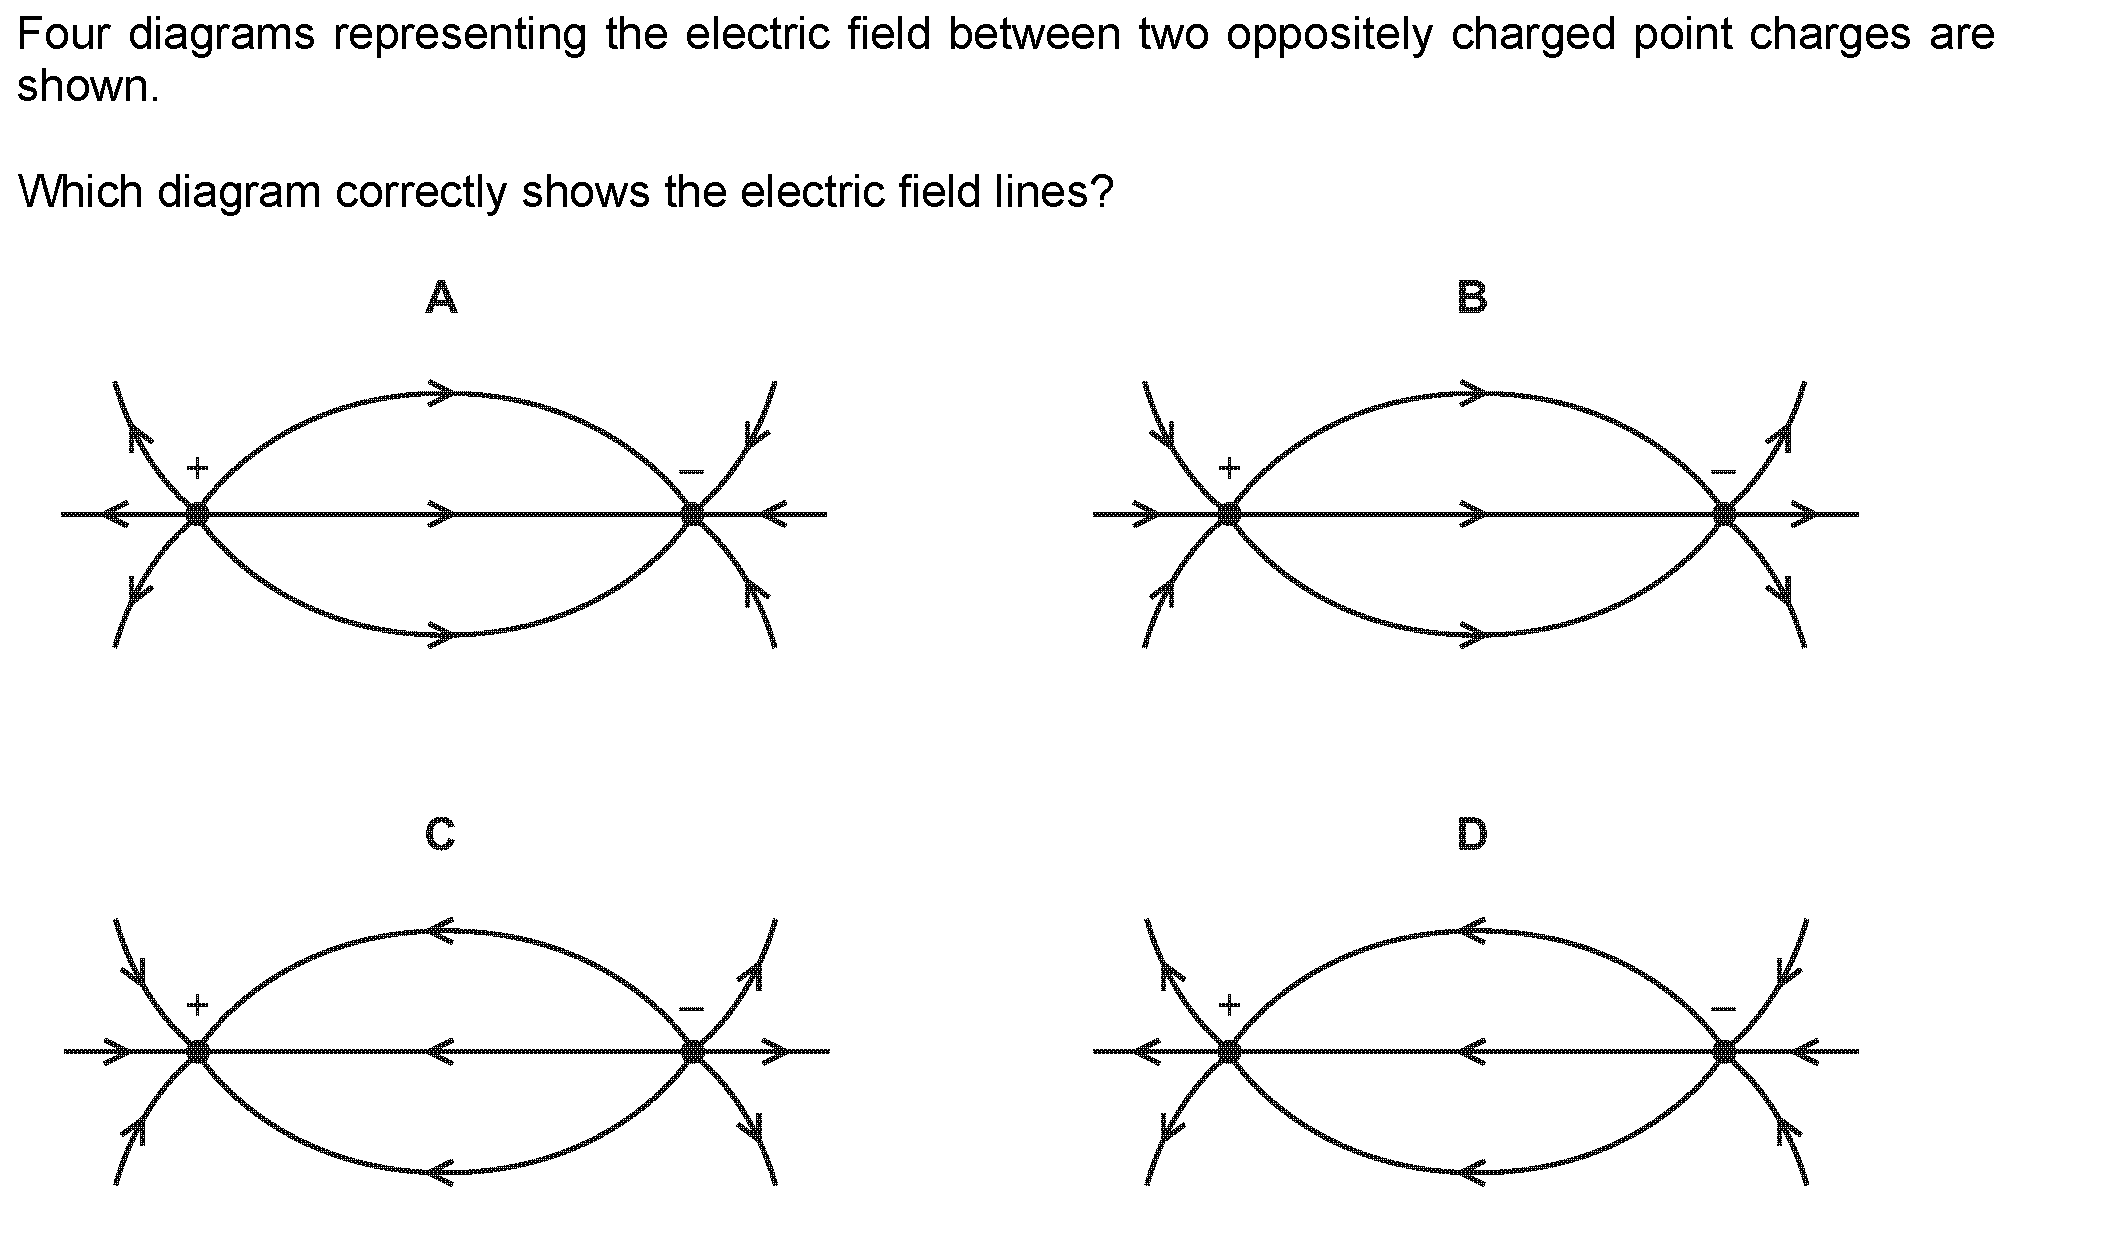 Four diagrams representing the electric field between two oppositely charged point charges are
shown.
Which diagram correctly shows the electric field lines?
A
B
+
–
+
–
C
D
+
–
+
–